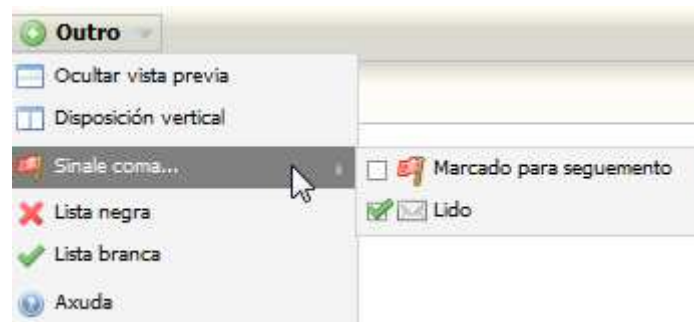 Outro
Ocultar vista previa
Disposición vertical
Sinale coma...
Marcado para seguemento
Lido
Lista negra
Lista branca
Axuda